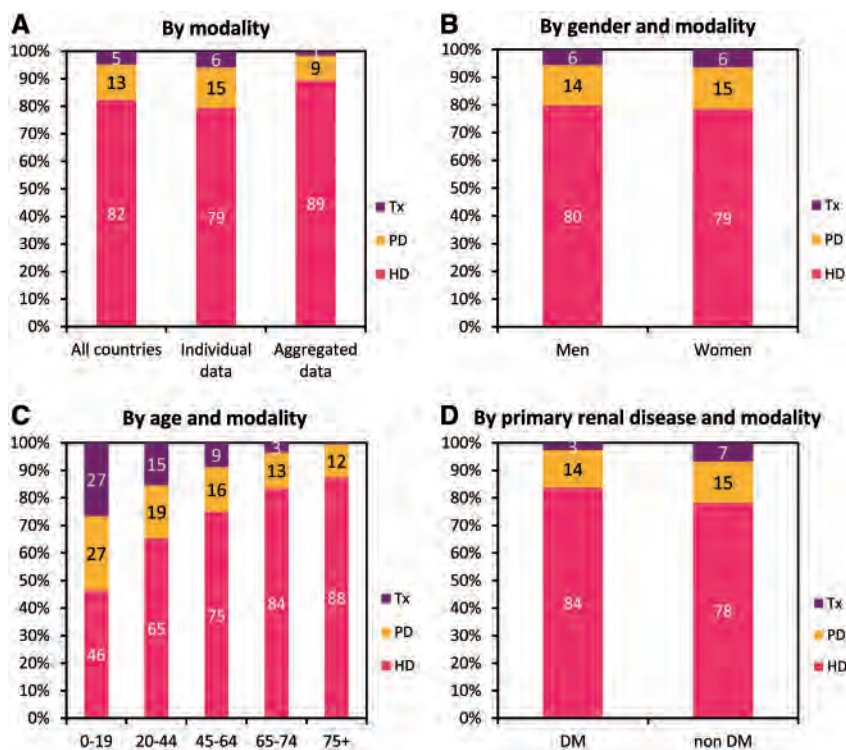 A
By modality
100%
90%
80%
70%
60%
50%
40%
30%
20%
10%
0%
5
13
82
6
15
79
1
9
89
Tx
PD
HD
All countries
Individual
data
Aggregated
data
B
By gender and modality
100%
90%
80%
70%
60%
50%
40%
30%
20%
10%
0%
6
14
80
6
15
79
Tx
PD
HD
Men
Women
C
By age and modality
100%
90%
80%
70%
60%
50%
40%
30%
20%
10%
0%
27
27
46
15
19
65
9
16
75
3
13
84
12
88
Tx
PD
HD
0-19
20-44
45-64
65-74
75+
D
By primary renal disease and modality
100%
90%
80%
70%
60%
50%
40%
30%
20%
10%
0%
3
14
84
7
15
78
Tx
PD
HD
DM
non DM